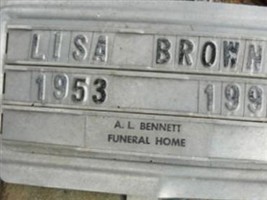 LISA BROWN
1953 199
A. L. BENNETT
FUNERAL HOME